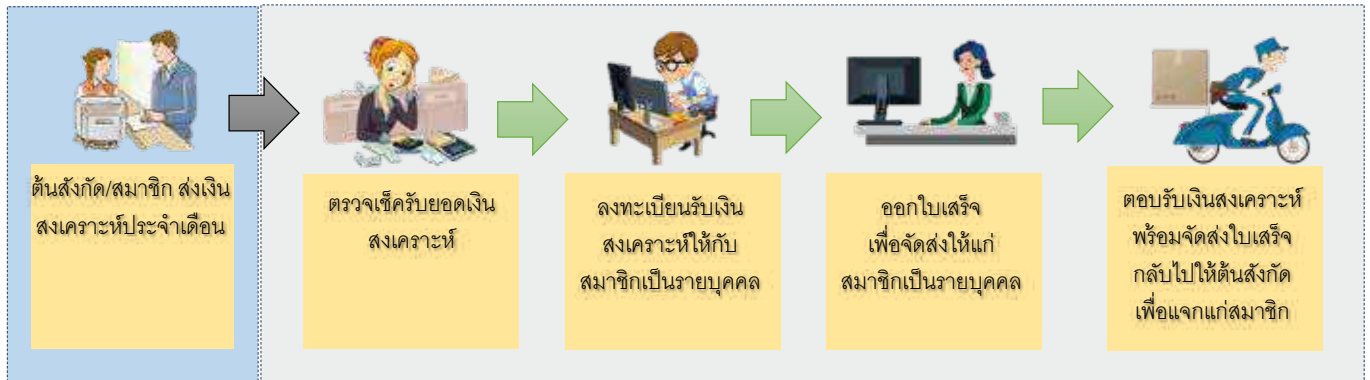 ต้นสังกัด/สมาชิก ส่งเงิน
สงเคราะห์ประจำเดือน
ตรวจเช็ครับยอดเงิน
สงเคราะห์
ลงทะเบียนรับเงิน
สงเคราะห์ให้กับ
สมาชิกเป็นรายบุคคล
ออกใบเสร็จ
เพื่อจัดส่งให้แก่
สมาชิกเป็นรายบุคคล
ตอบรับเงินสงเคราะห์
พร้อมจัดส่งใบเสร็จ
กลับไปให้ต้นสังกัด
เพื่อแจกแก่สมาชิก